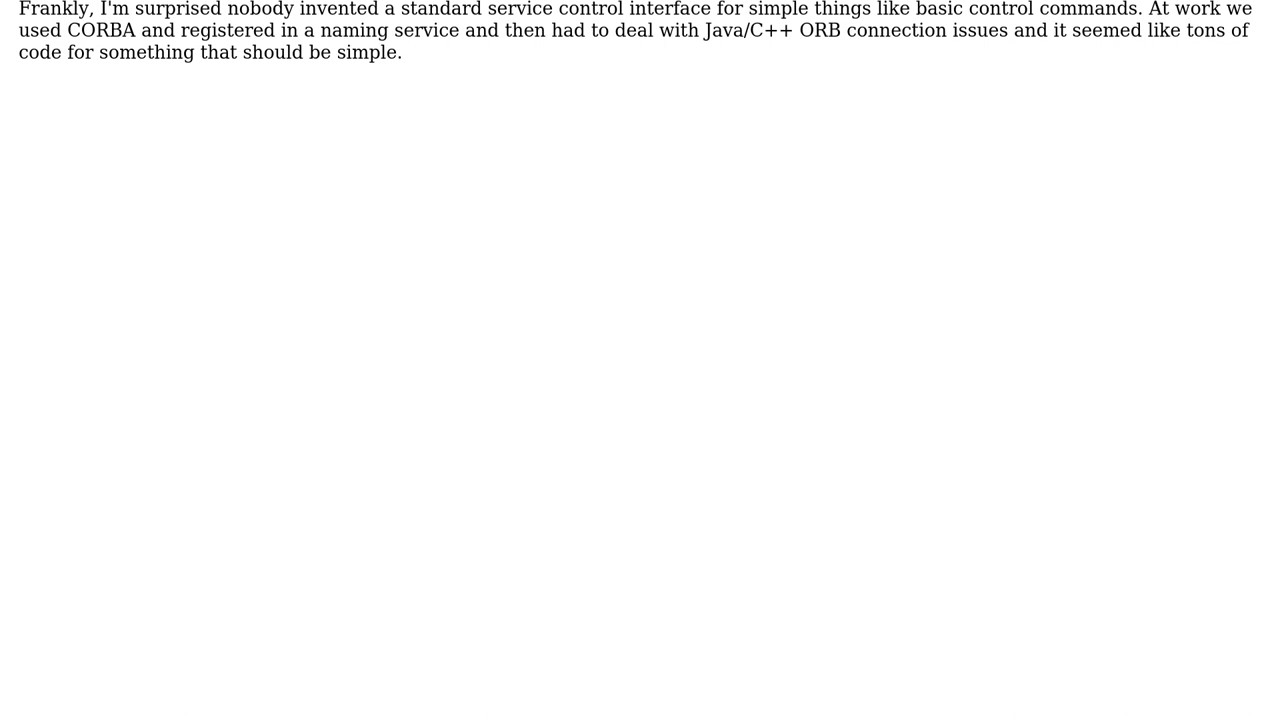 Frankly, I'm surprised nobody invented a standard service control interface for simple things like basic control commands. At work we
used CORBA and registered in a naming service and then had to deal with Java/C++ ORB connection issues and it seemed like tons of
code for something that should be simple.